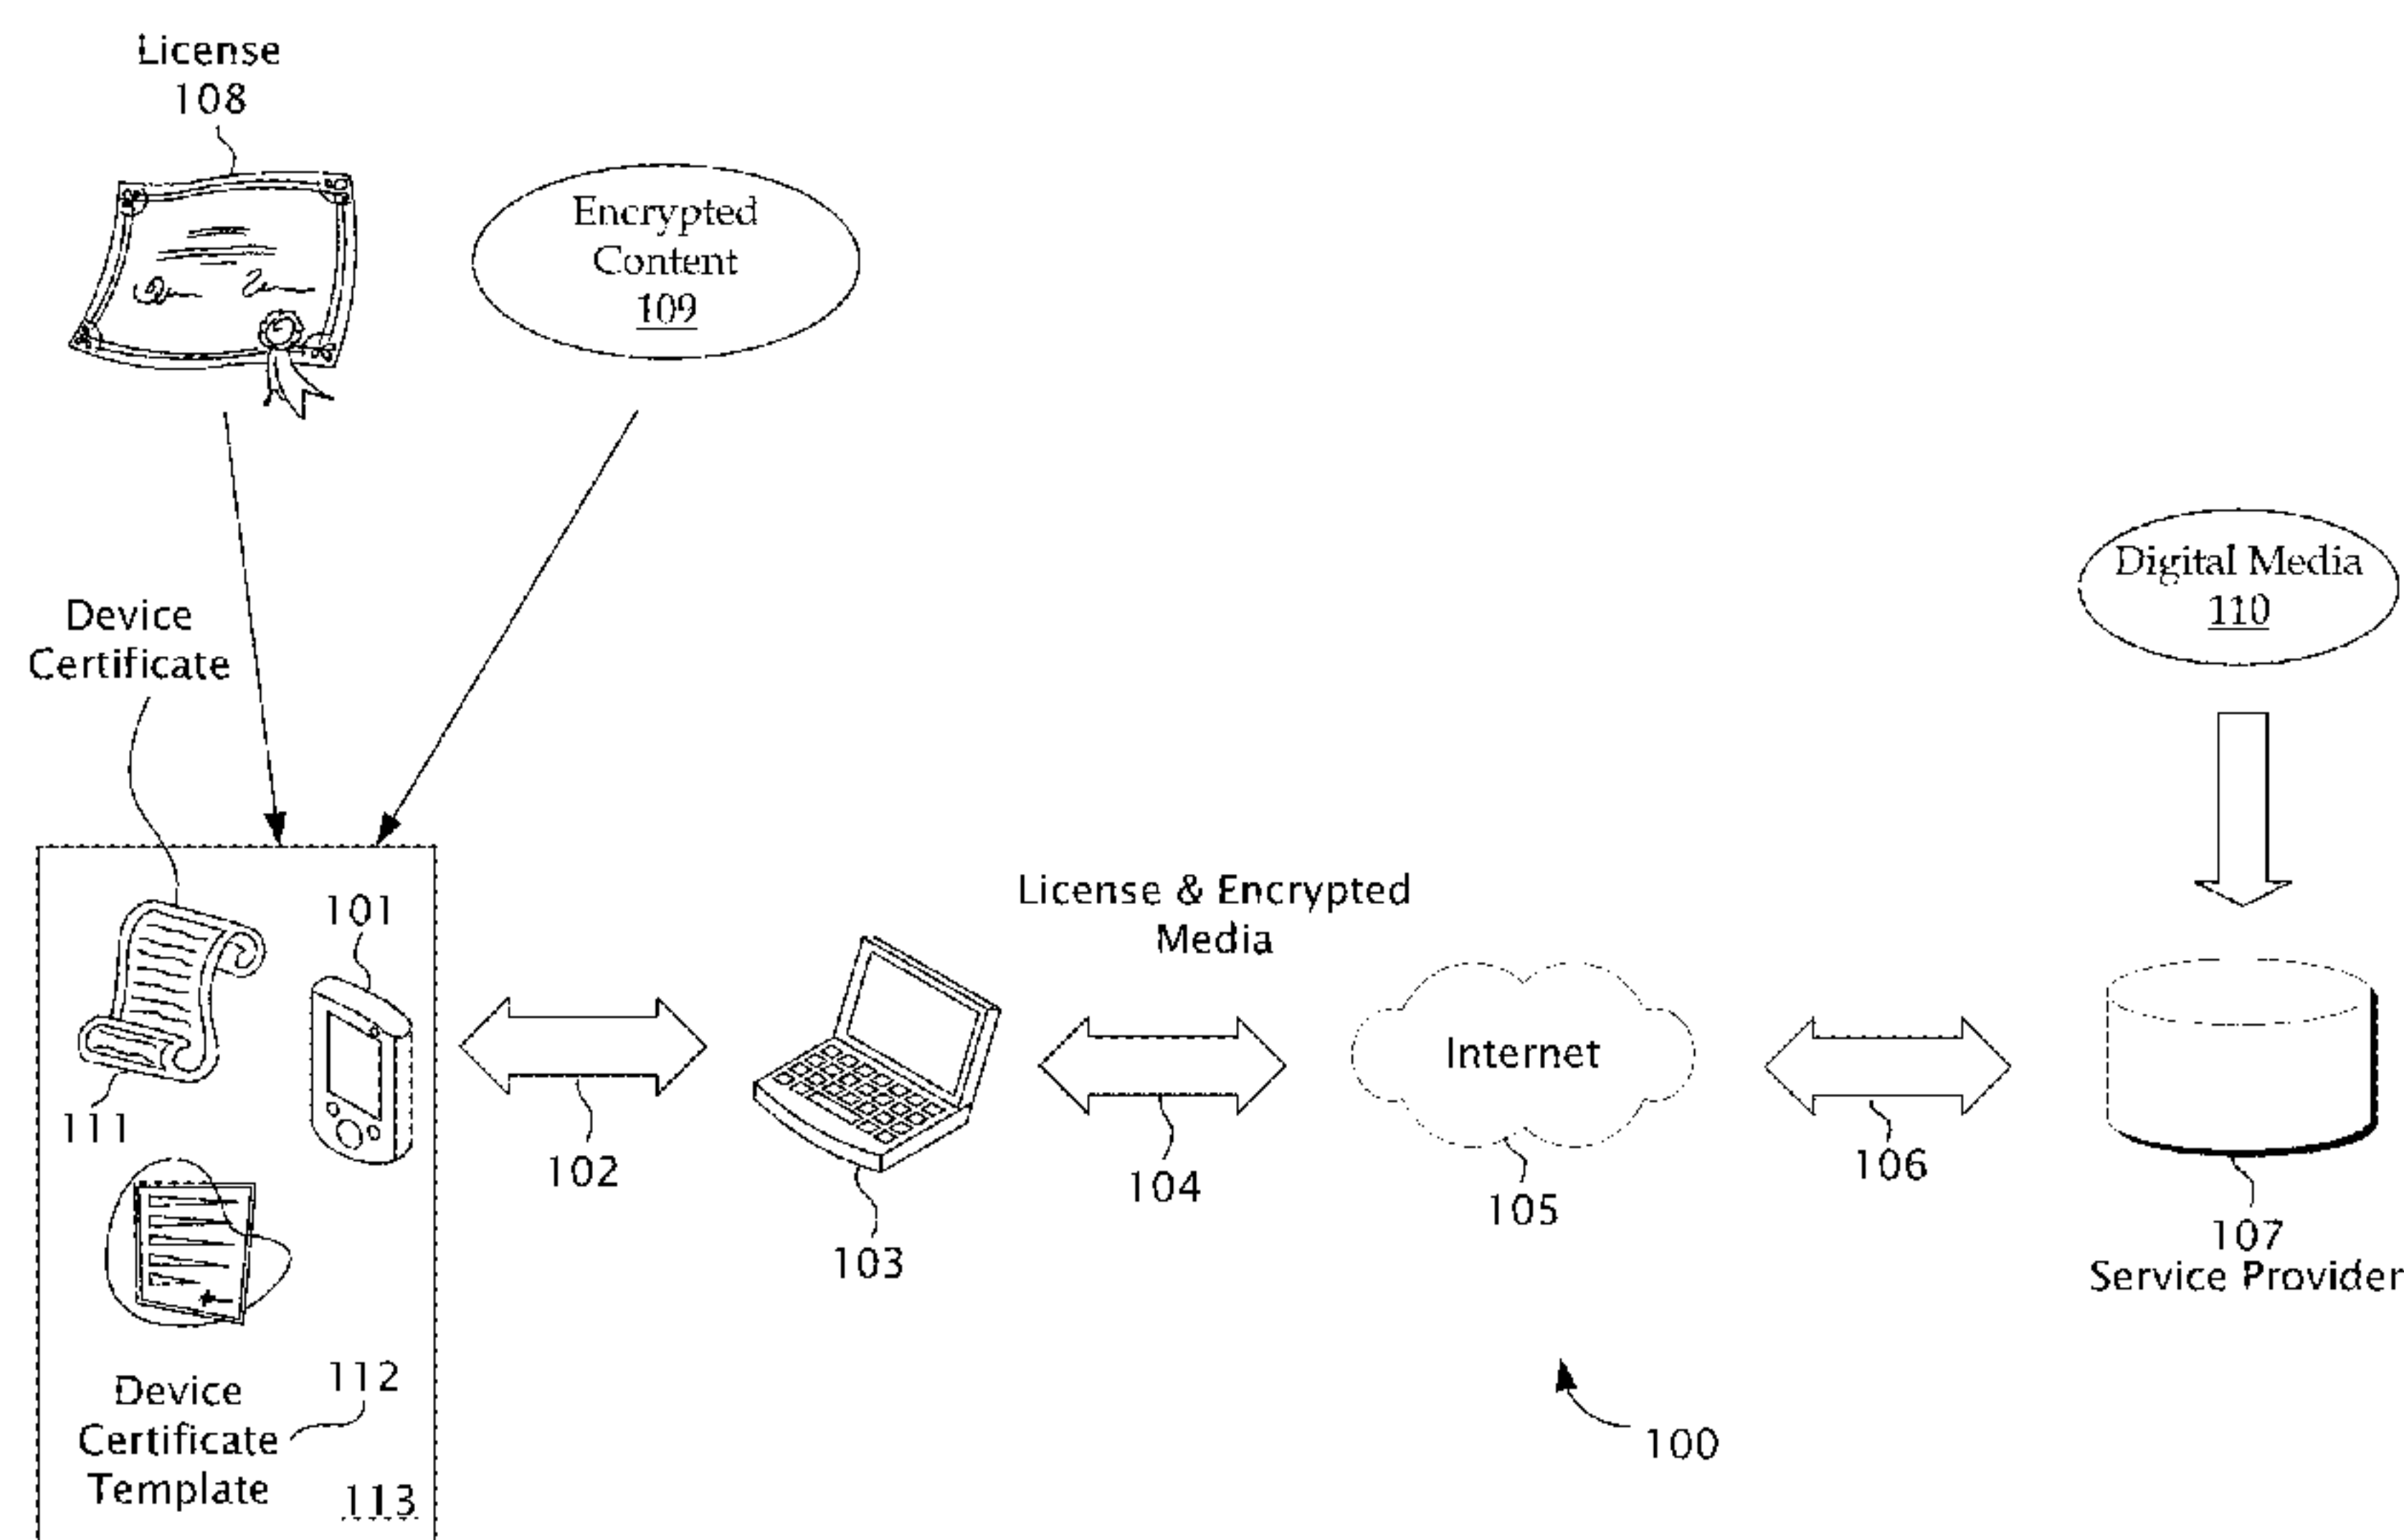 License
108
Encrypted
Content
109
Digital Media
110
Device
Certificate
License & Encrypted
Media
101
111
Internet
102
104
105
106
103
107
Service Provider
Device
Certificate
Template
112
113
100